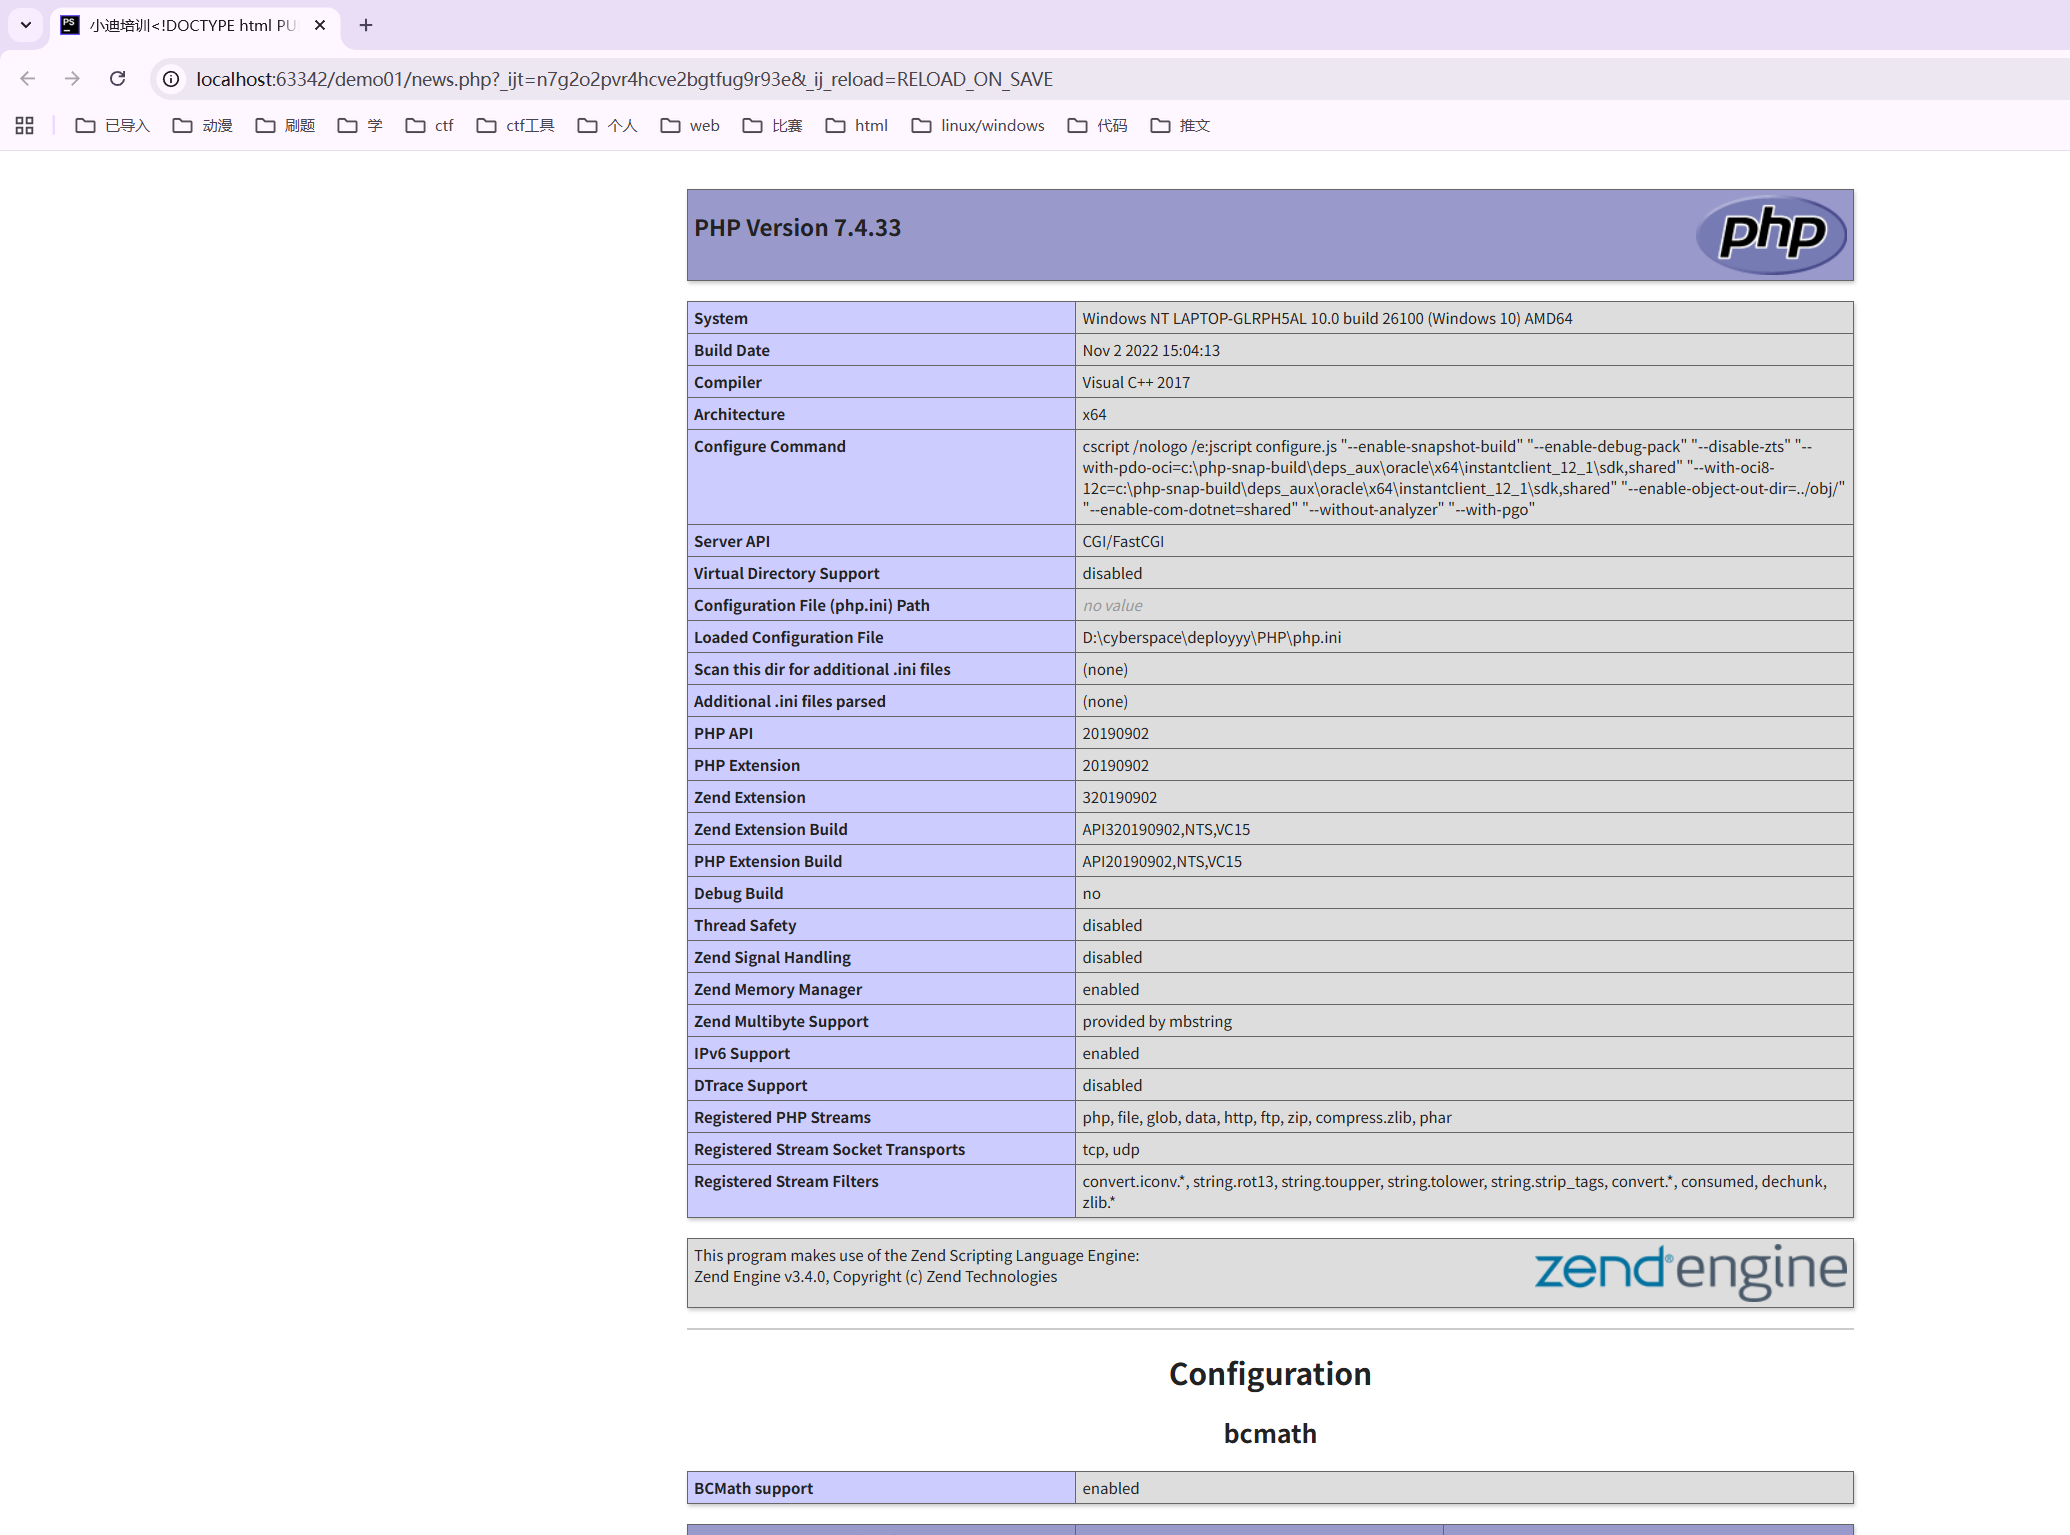 小迪培训<!DOCTYPE html PU
localhost:63342/demo01/news.php?_ijt=n7g2o2pvr4hcve2bgtfug9r93e&_ij_reload=RELOAD_ON_SAVE
已导入 动漫 刷题 学 ctf ctf工具 个人 web 比赛 html linux/windows 代码 推文
PHP Version 7.4.33
php
System Windows NT LAPTOP-GLRPH5AL 10.0 build 26100 (Windows 10) AMD64
Build Date Nov 2 2022 15:04:13
Compiler Visual C++ 2017
Architecture x64
Configure Command cscript /nologo /e:jscript configure.js "--enable-snapshot-build" "--enable-debug-pack" "--disable-zts" "--
with-pdo-oci=c:\php-snap-build\deps_aux\oracle\x64\instantclient_12_1\sdk,shared" "--with-oci8-
12c=c:\php-snap-build\deps_aux\oracle\x64\instantclient_12_1\sdk,shared" "--enable-object-out-dir=../obj/"
"--enable-com-dotnet=shared" "--without-analyzer" "--with-pgo"
Server API CGI/FastCGI
Virtual Directory Support disabled
Configuration File (php.ini) Path no value
Loaded Configuration File D:\cyberspace\deployyy\PHP\php.ini
Scan this dir for additional .ini files (none)
Additional .ini files parsed (none)
PHP API 20190902
PHP Extension 20190902
Zend Extension 320190902
Zend Extension Build API320190902,NTS,VC15
PHP Extension Build API20190902,NTS,VC15
Debug Build no
Thread Safety disabled
Zend Signal Handling disabled
Zend Memory Manager enabled
Zend Multibyte Support provided by mbstring
IPv6 Support enabled
DTrace Support disabled
Registered PHP Streams php, file, glob, data, http, ftp, zip, compress.zlib, phar
Registered Stream Socket Transports tcp, udp
Registered Stream Filters convert.iconv.*, string.rot13, string.toupper, string.tolower, string.strip_tags, convert.*, consumed, dechunk,
zlib.*
This program makes use of the Zend Scripting Language Engine:
Zend Engine v3.4.0, Copyright (c) Zend Technologies
zend® engine
Configuration
bcmath
BCMath support enabled